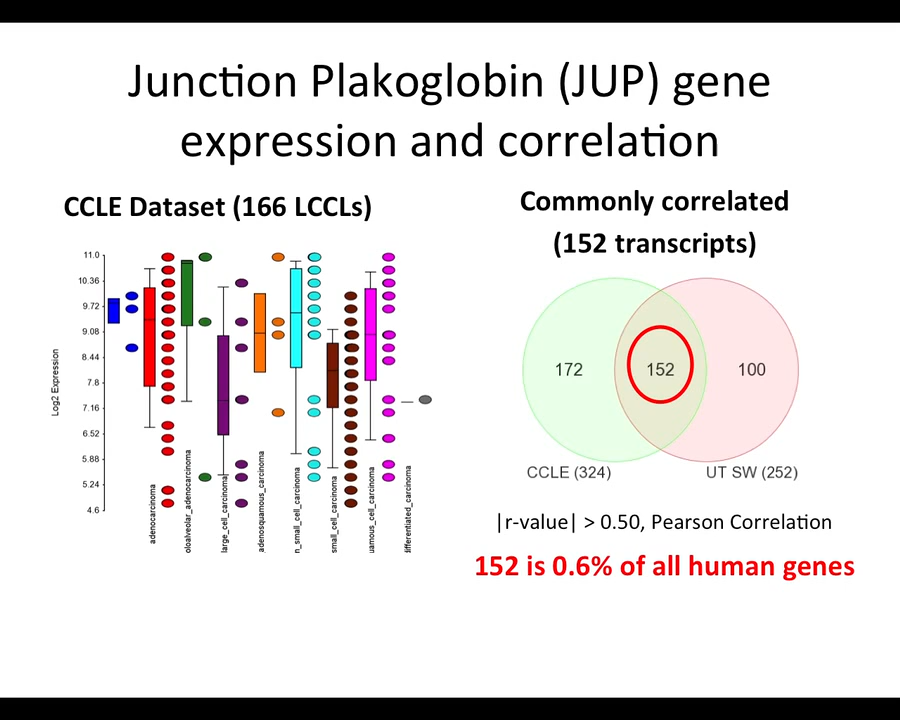 Junction Plakoglobin (JUP) gene
expression and correlation
CCLE Dataset (166 LCCLs)
Log2 Expression
11.0
10.36
9.72
9.08
8.44
7.8
7.16
6.52
5.88
5.24
4.6
adenocarcinoma
oloalveolar_adenocarcinoma
large_cell_carcinoma
adenosquamous_carcinoma
n_small_cell_carcinoma
small_cell_carcinoma
uamous_cell_carcinoma
ifferentiated_carcinoma
Commonly correlated
(152 transcripts)
172
152
100
CCLE (324)
UT SW (252)
|r-value| > 0.50, Pearson Correlation
152 is 0.6% of all human genes